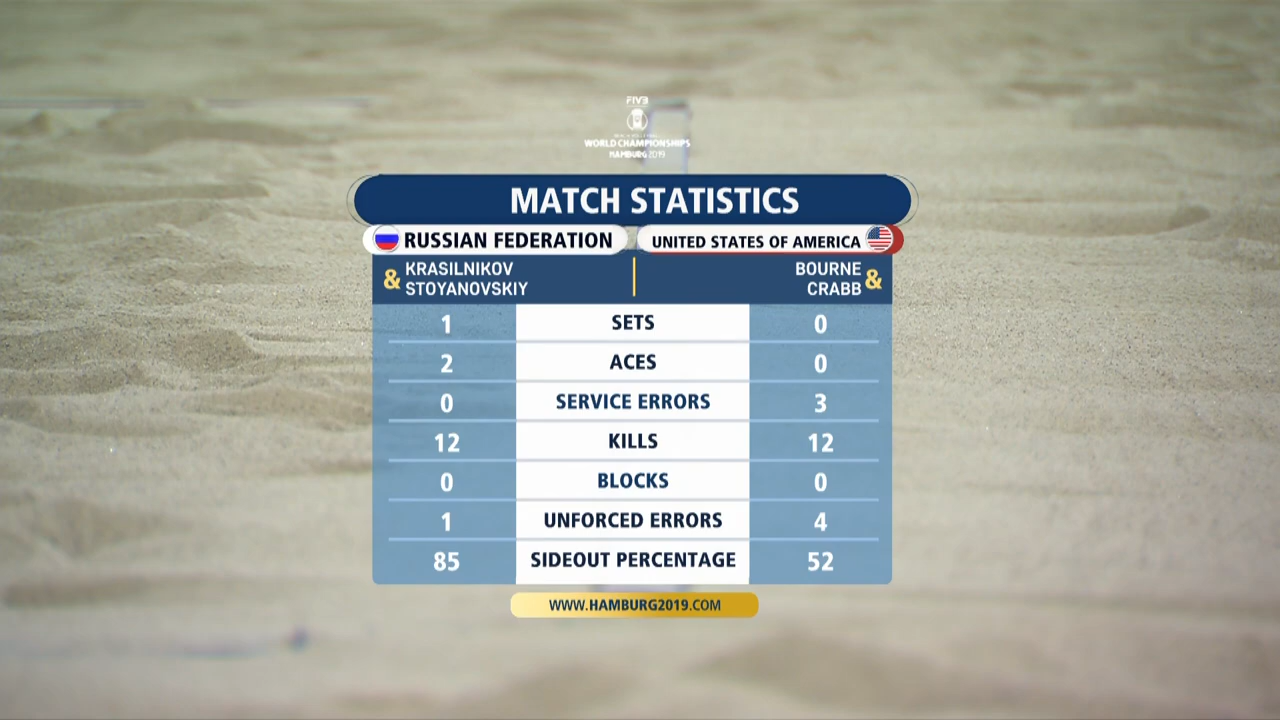 FIVB
WORLD CHAMPIONSHIPS
HAMBURG 2019
MATCH STATISTICS
RUSSIAN FEDERATION UNITED STATES OF AMERICA
& KRASILNIKOV STOYANOVSKIY
BOURNE CRABB &
1 SETS 0
2 ACES 0
0 SERVICE ERRORS 3
12 KILLS 12
0 BLOCKS 0
1 UNFORCED ERRORS 4
85 SIDEOUT PERCENTAGE 52
WWW.HAMBURG2019.COM